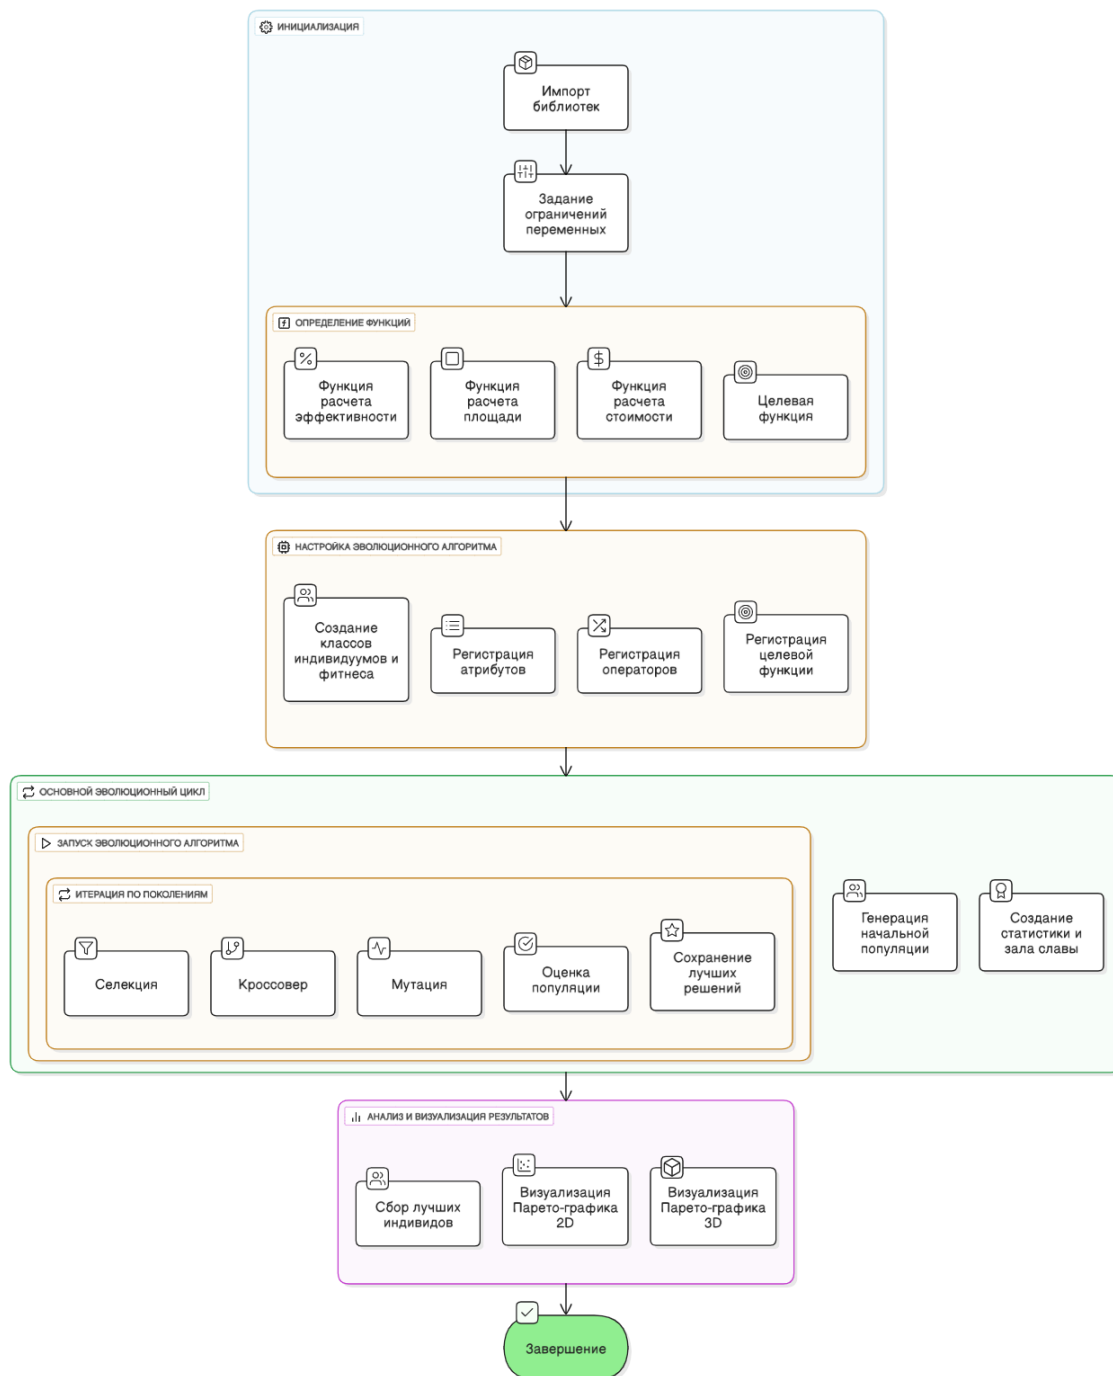 ИНИЦИАЛИЗАЦИЯ
Импорт
библиотек
Задание
ограничений
переменных
ОПРЕДЕЛЕНИЕ ФУНКЦИЙ
Функция
расчета
эффективности
Функция
расчета
площади
Функция
расчета
стоимости
Целевая
функция
НАСТРОЙКА ЭВОЛЮЦИОННОГО АЛГОРИТМА
Создание
классов
индивидуумов и
фитнеса
Регистрация
атрибутов
Регистрация
операторов
Регистрация
целевой
функции
ОСНОВНОЙ ЭВОЛЮЦИОННЫЙ ЦИКЛ
ЗАПУСК ЭВОЛЮЦИОННОГО АЛГОРИТМА
ИТЕРАЦИЯ ПО ПОКОЛЕНИЯМ
Селекция
Кроссовер
Мутация
Оценка
популяции
Сохранение
лучших
решений
Генерация
начальной
популяции
Создание
статистики и
зала славы
АНАЛИЗ И ВИЗУАЛИЗАЦИЯ РЕЗУЛЬТАТОВ
Сбор лучших
индивидов
Визуализация
Парето-графика
2D
Визуализация
Парето-графика
3D
Завершение